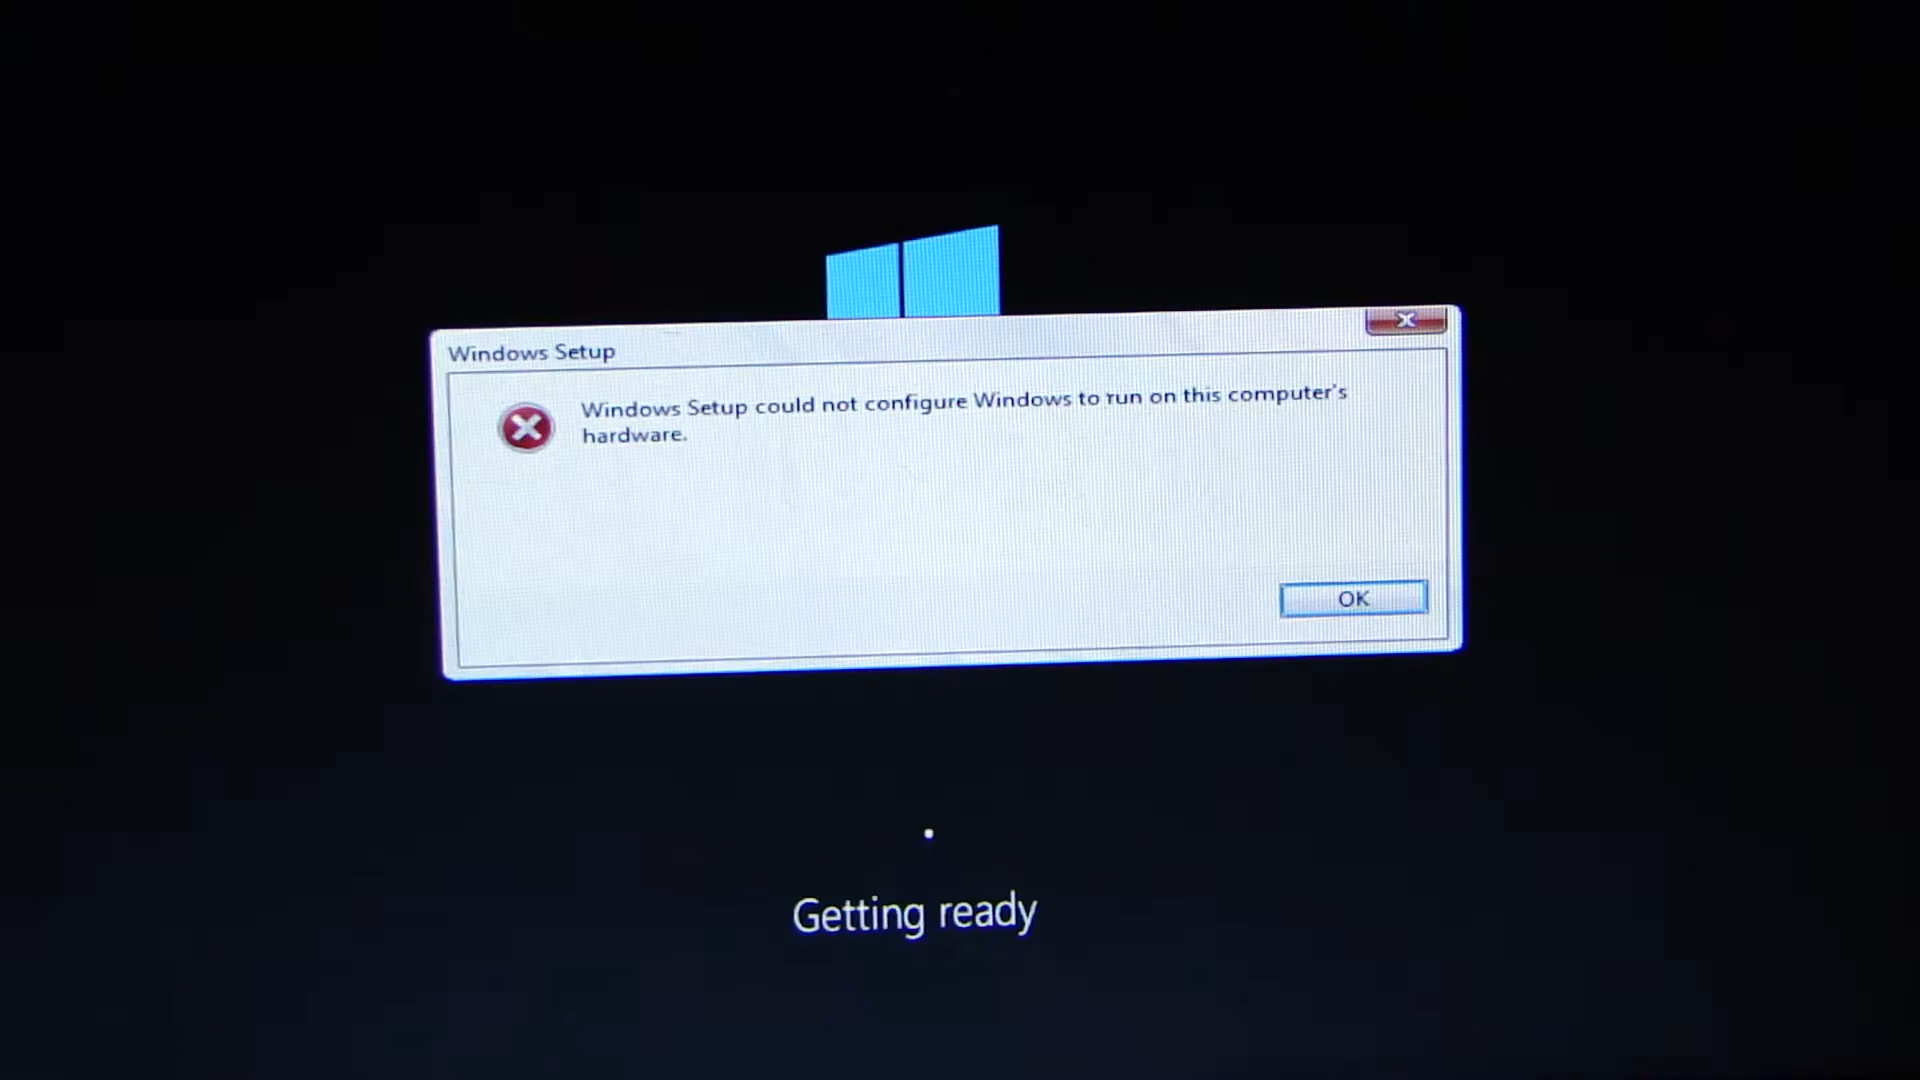 Windows Setup
Windows Setup could not configure Windows to run on this computer's
hardware.
OK
Getting ready